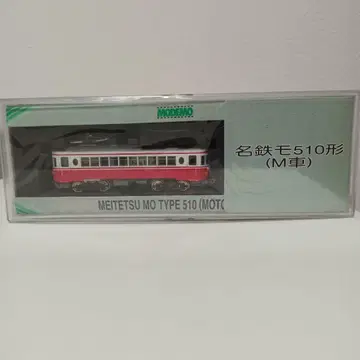 MODEMO
名鉄モ510形
(M車)
MEITETSU MO TYPE 510 (MOTO